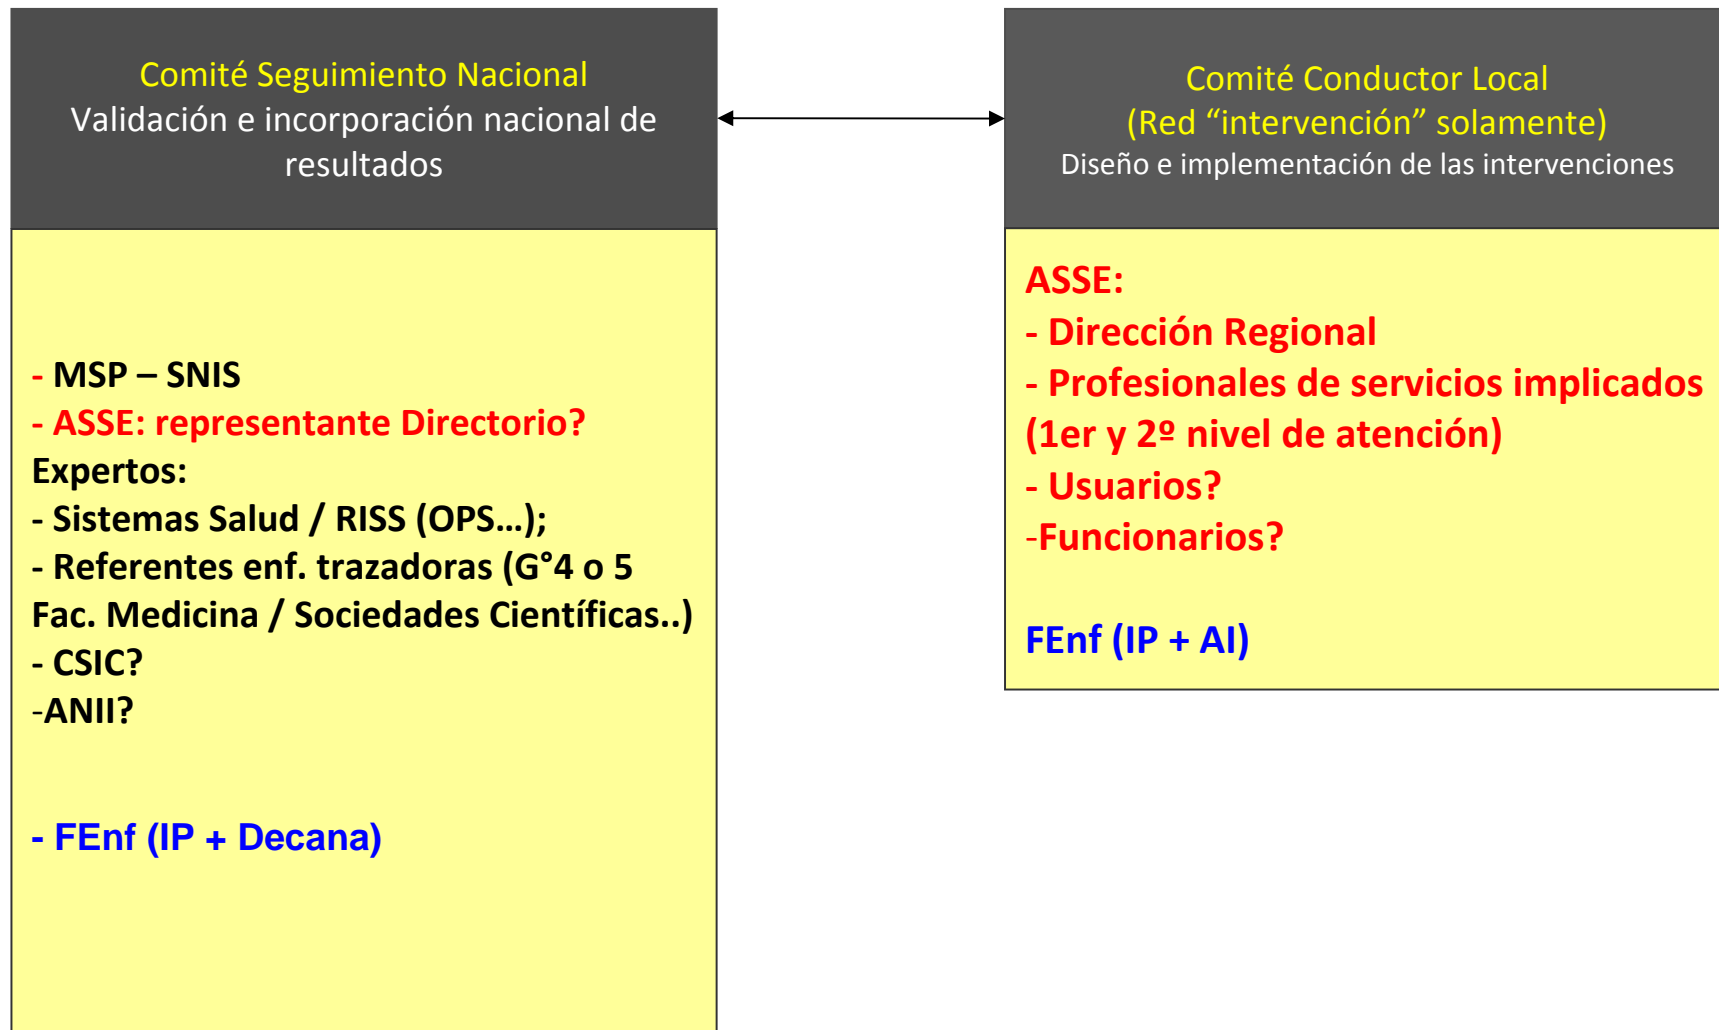 Comité Seguimiento Nacional
Validación e incorporación nacional de
resultados
- MSP – SNIS
- ASSE: representante Directorio?
Expertos:
- Sistemas Salud / RISS (OPS…);
- Referentes enf. trazadoras (G°4 o 5
Fac. Medicina / Sociedades Científicas..)
- CSIC?
-ANII?
- FEnf (IP + Decana)
Comité Conductor Local
(Red “intervención” solamente)
Diseño e implementación de las intervenciones
ASSE:
- Dirección Regional
- Profesionales de servicios implicados
(1er y 2º nivel de atención)
- Usuarios?
-Funcionarios?
FEnf (IP + AI)